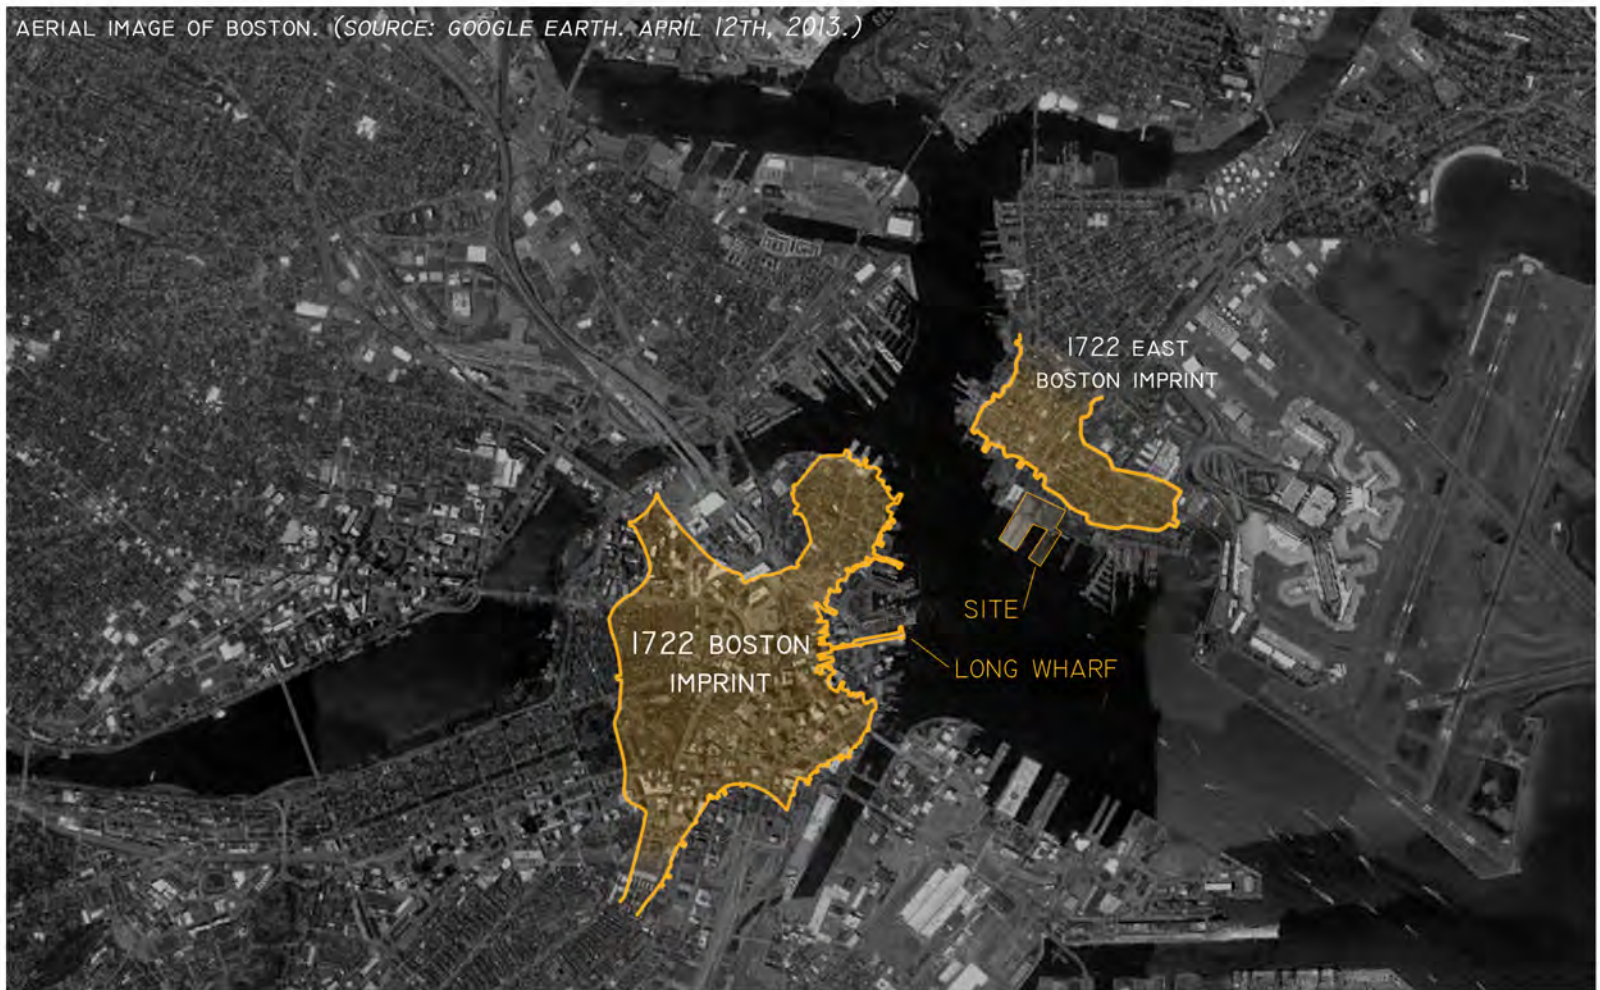 AERIAL IMAGE OF BOSTON. (SOURCE: GOOGLE EARTH. APRIL 12TH, 2013.)
1722 EAST
BOSTON IMPRINT
SITE
1722 BOSTON
IMPRINT
LONG WHARF